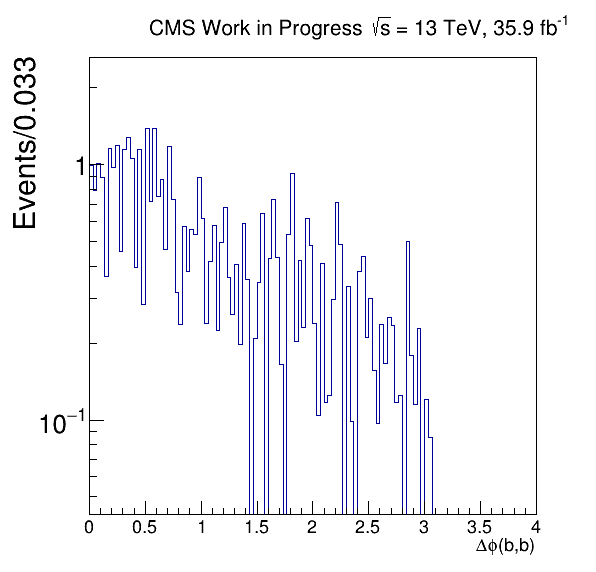 CMS Work in Progress √s = 13 TeV, 35.9 fb⁻¹
Events/0.033
1
10⁻¹
0 0.5 1 1.5 2 2.5 3 3.5 4
Δϕ(b,b)